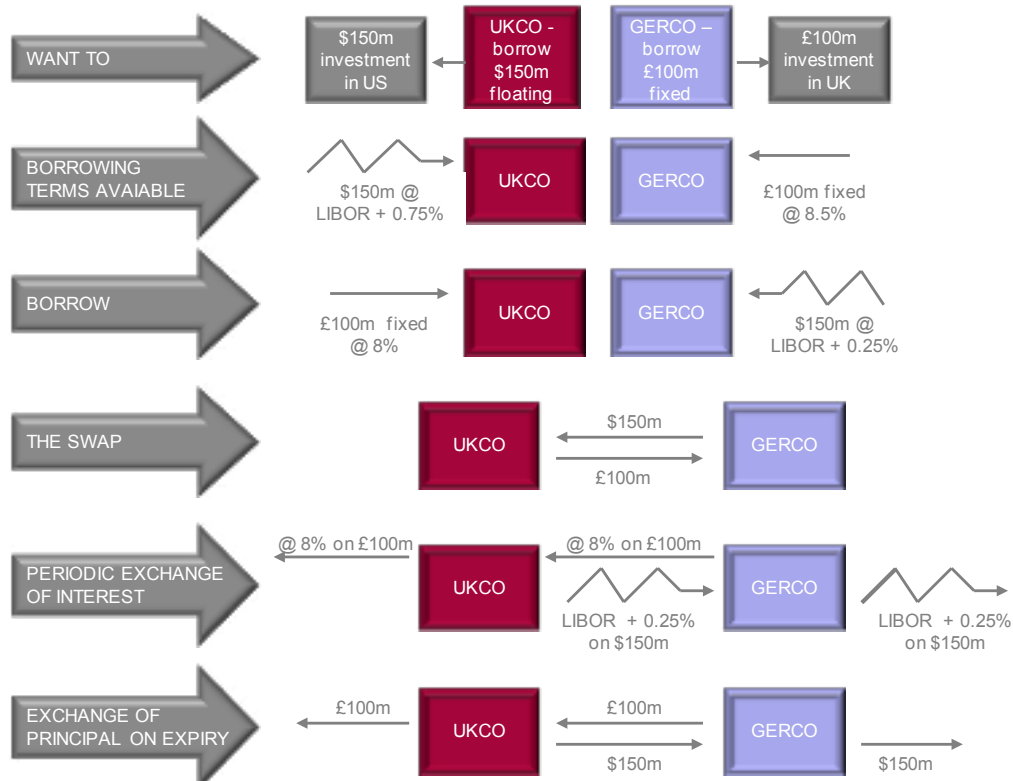 WANT TO
$150m
investment
in US
UKCO -
borrow
$150m
floating
GERCO –
borrow
£100m
fixed
£100m
investment
in UK
BORROWING
TERMS AVAIABLE
$150m @
LIBOR + 0.75%
UKCO
GERCO
£100m fixed
@ 8.5%
BORROW
£100m fixed
@ 8%
UKCO
GERCO
$150m @
LIBOR + 0.25%
THE SWAP
UKCO
$150m
£100m
GERCO
PERIODIC EXCHANGE
OF INTEREST
@ 8% on £100m
UKCO
@ 8% on £100m
LIBOR + 0.25%
on $150m
GERCO
LIBOR + 0.25%
on $150m
EXCHANGE OF
PRINCIPAL ON EXPIRY
£100m
UKCO
£100m
$150m
GERCO
$150m